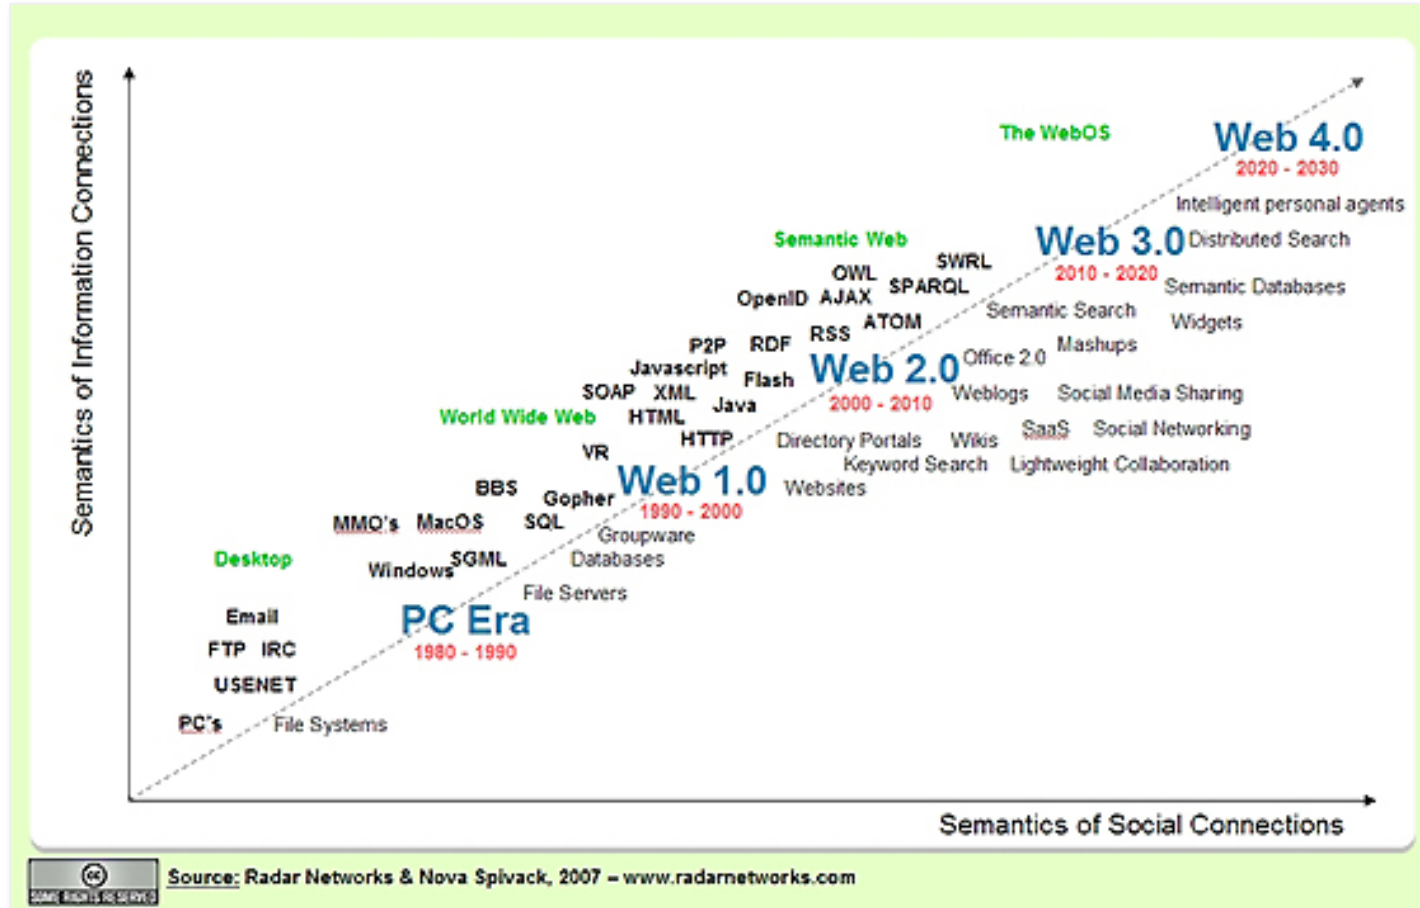 Semantics of Information Connections
The WebOS
Web 4.0
2020 - 2030
Intelligent personal agents
Semantic Web
Web 3.0
Distributed Search
2010 - 2020
SWRL
OWL
SPARQL
Semantic Databases
OpenID
AJAX
Semantic Search
ATOM
Widgets
RSS
P2P
RDF
Mashups
Office 2.0
Javascript
Web 2.0
Flash
SOAP
XML
Weblogs
Social Media Sharing
2000 - 2010
Java
World Wide Web
HTML
SaaS
Social Networking
HTTP
Directory Portals
Wikis
VR
Keyword Search
Lightweight Collaboration
Web 1.0
BBS
Websites
Gopher
1990 - 2000
MMO's
MacOS
SQL
Groupware
Desktop
SGML
Databases
Windows
File Servers
Email
PC Era
1980 - 1990
FTP
IRC
USENET
PC's
File Systems
Semantics of Social Connections
cc
SOME RIGHTS RESERVED
Source: Radar Networks & Nova Spivack, 2007 – www.radarnetworks.com